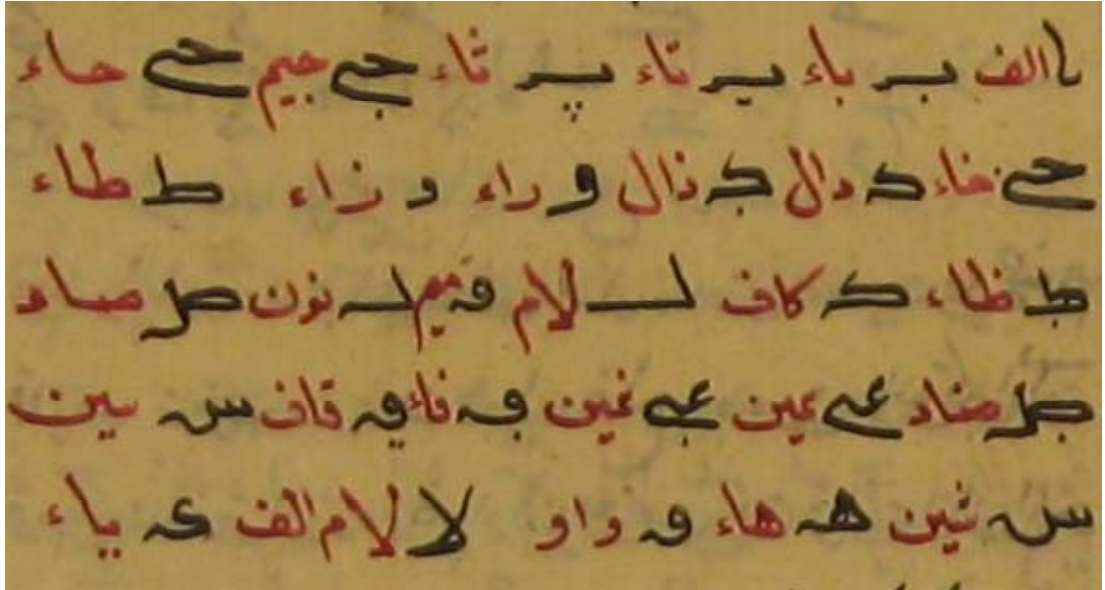 ا الف ب باء ت تاء ث ثاء ج جيم ح حاء
خ خاء د دال ذ ذال ر راء ز زاء ط طاء
ظ ظاء ك كاف ل لام م ميم ن نون ص صاد
ض ضاد ع عين غ غين ف فاء ق قاف س سين
ش شين ه هاء و واو لا لام الف ي ياء